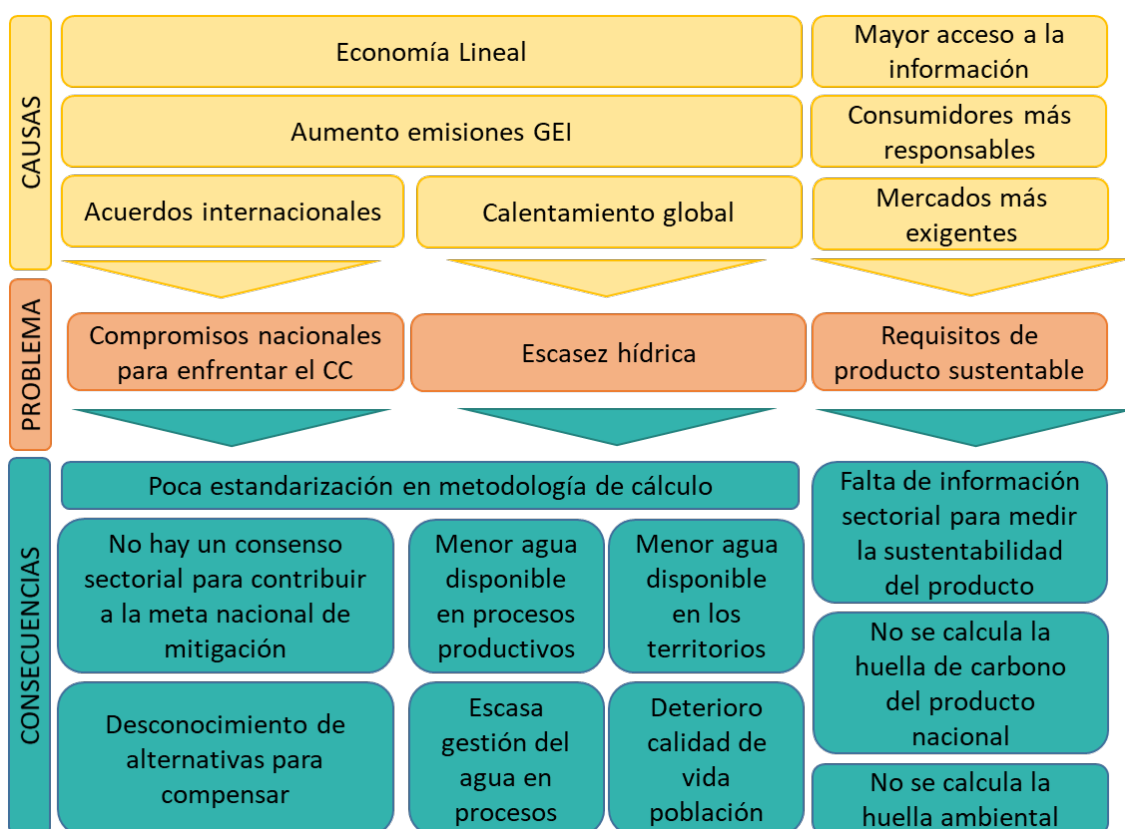 CAUSAS
Economía Lineal
Mayor acceso a la
información
Aumento emisiones GEI
Consumidores más
responsables
Acuerdos internacionales
Calentamiento global
Mercados más
exigentes
PROBLEMA
Compromisos nacionales
para enfrentar el CC
Escasez hídrica
Requisitos de
producto sustentable
CONSECUENCIAS
Poca estandarización en metodología de cálculo
No hay un consenso
sectorial para contribuir
a la meta nacional de
mitigación
Menor agua
disponible
en procesos
productivos
Menor agua
disponible
en los
territorios
Falta de información
sectorial para medir
la sustentabilidad
del producto
Desconocimiento de
alternativas para
compensar
Escasa
gestión del
agua en
procesos
Deterioro
calidad de
vida
población
No se calcula la
huella de carbono
del producto
nacional
No se calcula la
huella ambiental